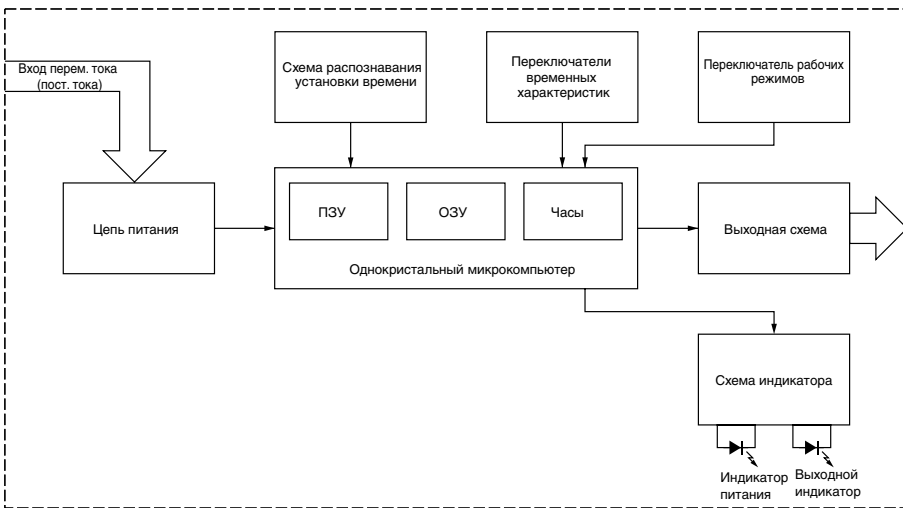 Вход перем. тока
(пост. тока)
Схема распознавания
установки времени
Переключатели
временных
характеристик
Переключатель рабочих
режимов
Цепь питания
ПЗУ
ОЗУ
Часы
Однокристальный микрокомпьютер
Выходная схема
Схема индикатора
Индикатор
питания
Выходной
индикатор